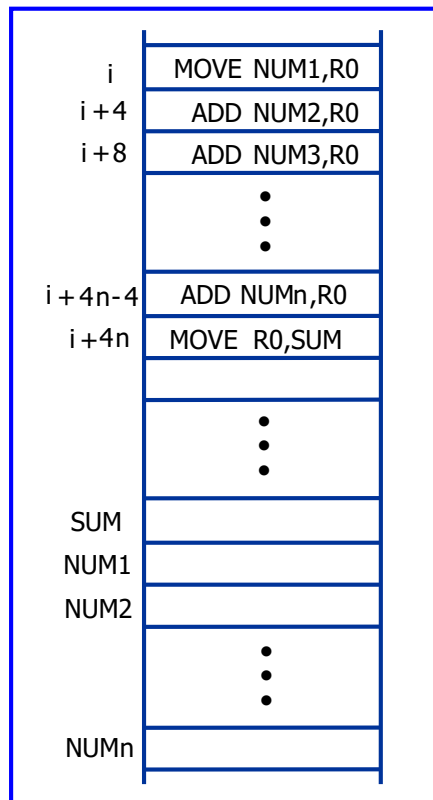 i MOVE NUM1,R0
i+4 ADD NUM2,R0
i+8 ADD NUM3,R0
i+4n-4 ADD NUMn,R0
i+4n MOVE R0,SUM
SUM
NUM1
NUM2
NUMn